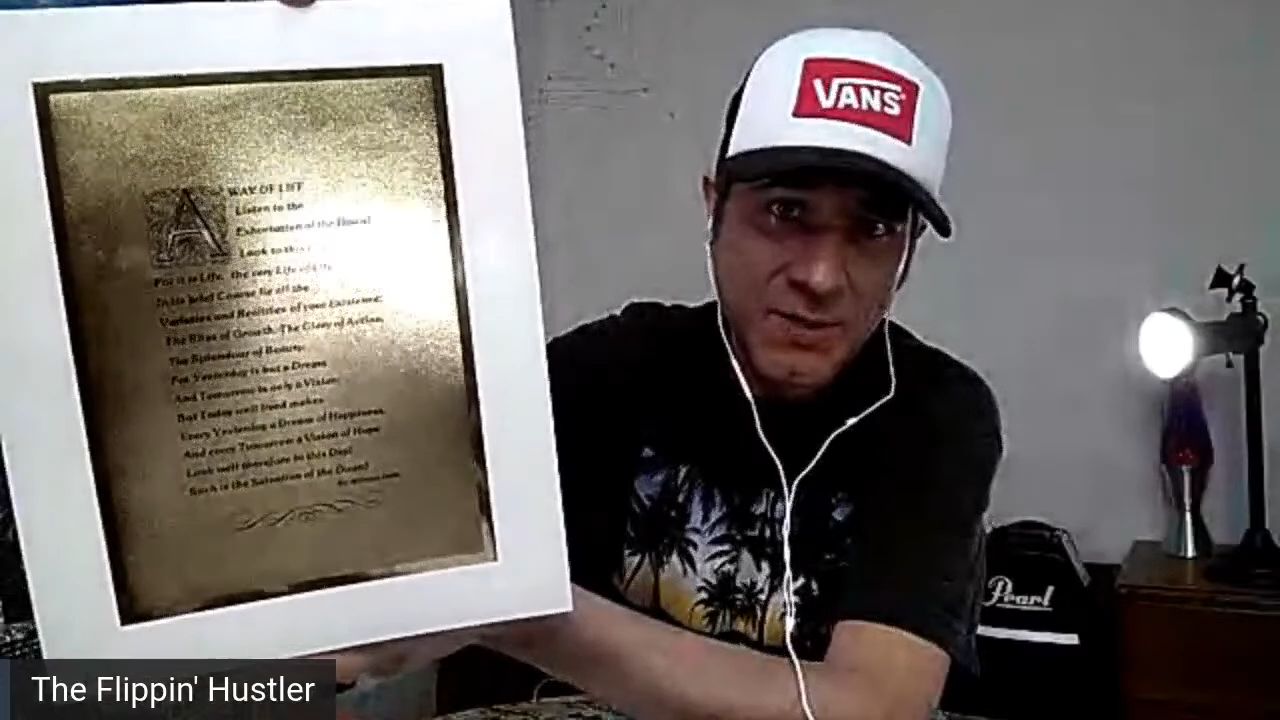 A
WAY OF LIFE
Listen to the
Exhortation of the Dawn!
Look to this
For it is Life, the very Life of Life
In its brief Course lie all the
Varieties and Realities of your Existence;
The Bliss of Growth, The Glory of Action,
The Splendour of Beauty;
For Yesterday is but a Dream
And Tomorrow is only a Vision
But Today well lived makes
Every Yesterday a Dream of Happiness,
And every Tomorrow a Vision of Hope
Look well therefore to this Day!
Such is the Salutation of the Dawn!
VANS
Pearl
The Flippin' Hustler